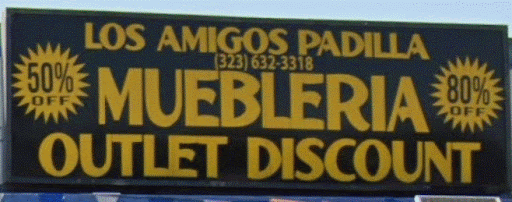 LOS AMIGOS PADILLA
(323) 632-3318
50% OFF
MUEBLERIA
80% OFF
OUTLET DISCOUNT